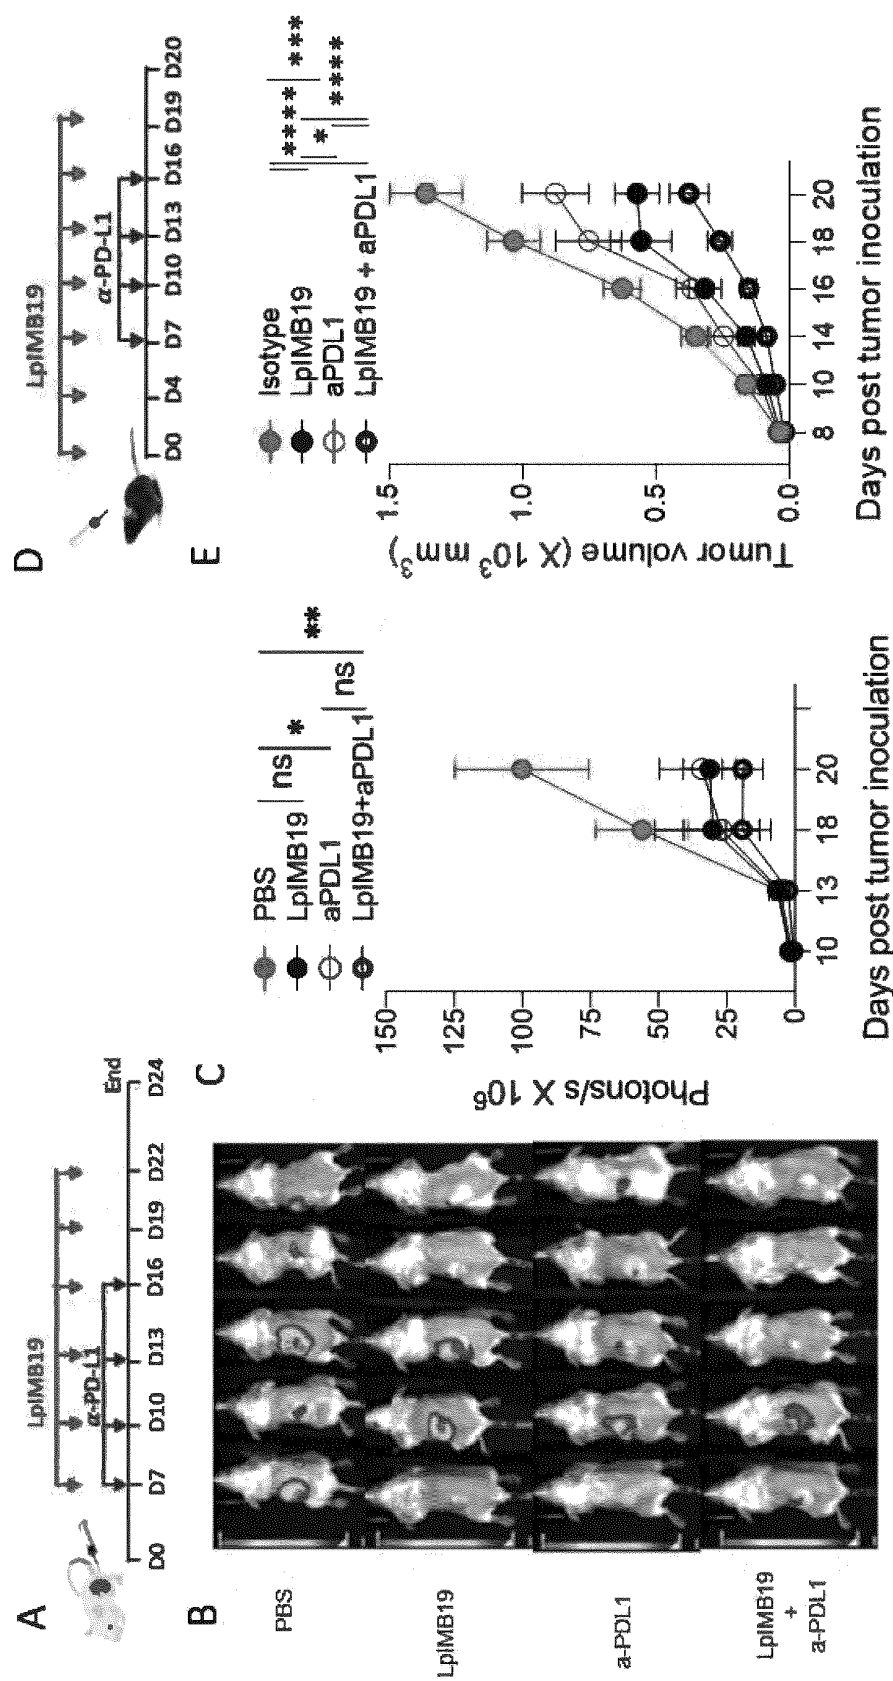 A
LpIMB19
α-PD-L1
End
D0
D7
D10
D13
D16
D19
D22
D24
B
PBS
LpIMB19
a-PDL1
LpIMB19
+
a-PDL1
C
PBS
LpIMB19
aPDL1
LpIMB19+aPDL1
ns
*
ns
**
Photons/s X 10⁶
150
125
100
75
50
25
0
10
13
18
20
Days post tumor inoculation
D
LpIMB19
α-PD-L1
D0
D4
D7
D10
D13
D16
D19
D20
E
Isotype
LpIMB19
aPDL1
LpIMB19 + aPDL1
****
*
***
****
Tumor volume (X 10³ mm³)
1.5
1.0
0.5
0.0
8
10
14
16
18
20
Days post tumor inoculation